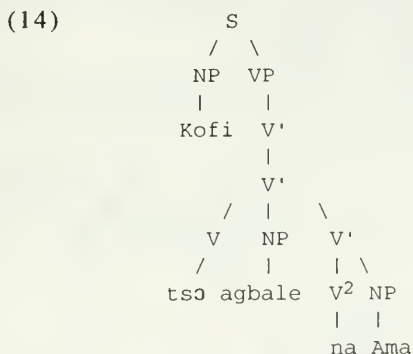 (14) S
/ \
NP VP
| |
Kofi V'
|
V'
/ | \
V NP V'
/ | | \
tsɔ agbale V² NP
| |
na Ama